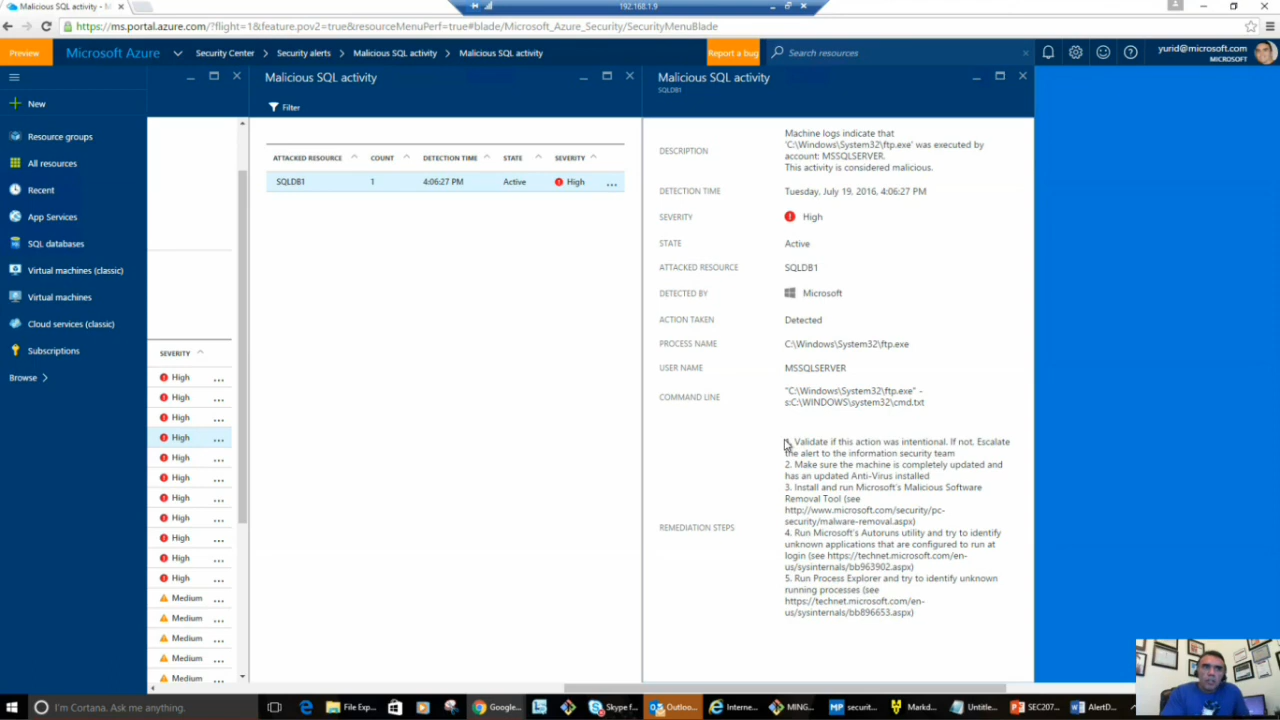 Malicious SQL activity - M
192.168.1.9
https://ms.portal.azure.com/?flight=1&feature.pov2=true&resourceMenuPerf=true#blade/Microsoft_Azure_Security/SecurityMenuBlade
Preview
Microsoft Azure
Security Center
Security alerts
Malicious SQL activity
Malicious SQL activity
Report a bug
Search resources
yurid@microsoft.com
MICROSOFT
New
Resource groups
All resources
Recent
App Services
SQL databases
Virtual machines (classic)
Virtual machines
Cloud services (classic)
Subscriptions
Browse
SEVERITY
High ...
High ...
High ...
High ...
High ...
High ...
High ...
High ...
High ...
High ...
High ...
Medium ...
Medium ...
Medium ...
Medium ...
Medium ...
Malicious SQL activity
Filter
ATTACKED RESOURCE COUNT DETECTION TIME STATE SEVERITY
SQLDB1 1 4:06:27 PM Active High ...
Malicious SQL activity
SQLDB1
DESCRIPTION
Machine logs indicate that
'C:\Windows\System32\ftp.exe' was executed by
account: MSSQLSERVER.
This activity is considered malicious.
DETECTION TIME Tuesday, July 19, 2016, 4:06:27 PM
SEVERITY High
STATE Active
ATTACKED RESOURCE SQLDB1
DETECTED BY Microsoft
ACTION TAKEN Detected
PROCESS NAME C:\Windows\System32\ftp.exe
USER NAME MSSQLSERVER
COMMAND LINE
"C:\Windows\System32\ftp.exe" -
s:C:\WINDOWS\system32\cmd.txt
REMEDIATION STEPS
1. Validate if this action was intentional. If not, Escalate
the alert to the information security team
2. Make sure the machine is completely updated and
has an updated Anti-Virus installed
3. Install and run Microsoft's Malicious Software
Removal Tool (see
http://www.microsoft.com/security/pc-
security/malware-removal.aspx)
4. Run Microsoft's Autoruns utility and try to identify
unknown applications that are configured to run at
login (see https://technet.microsoft.com/en-
us/sysinternals/bb963902.aspx)
5. Run Process Explorer and try to identify unknown
running processes (see
https://technet.microsoft.com/en-
us/sysinternals/bb896653.aspx)
I'm Cortana. Ask me anything.
File Exp...
Google...
Skype f...
Outloo...
Interne...
MING...
securit...
Markd...
Untitle...
SEC207...
AlertD...